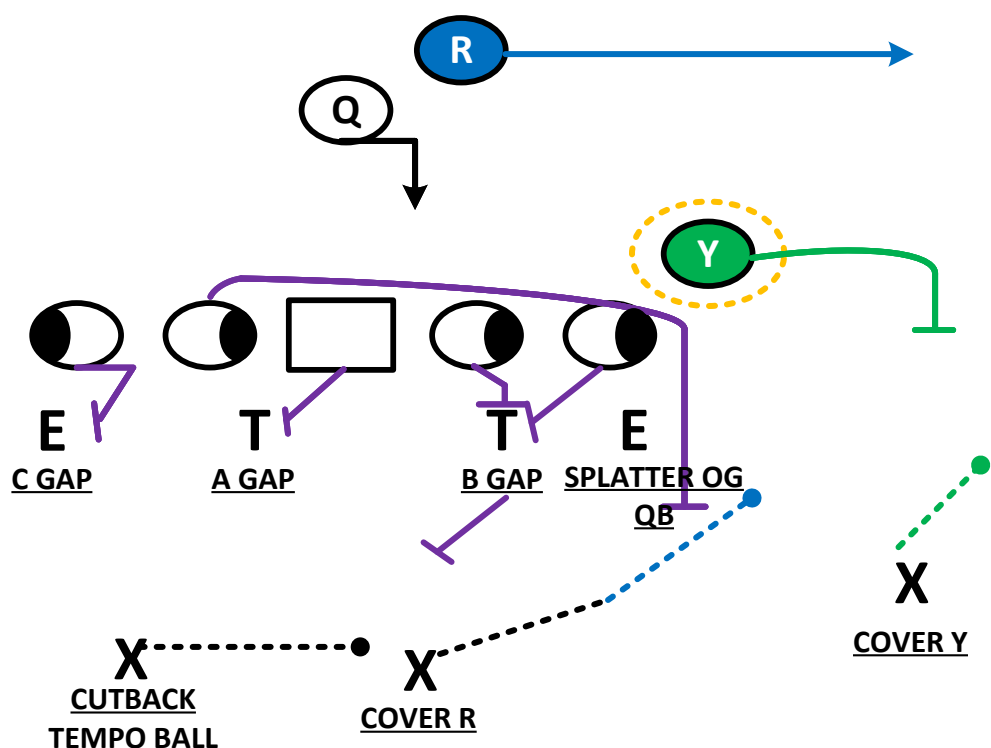 R
Q
Y
E T T E
C GAP A GAP B GAP SPLATTER OG
QB
X
COVER Y
X X
CUTBACK COVER R
TEMPO BALL